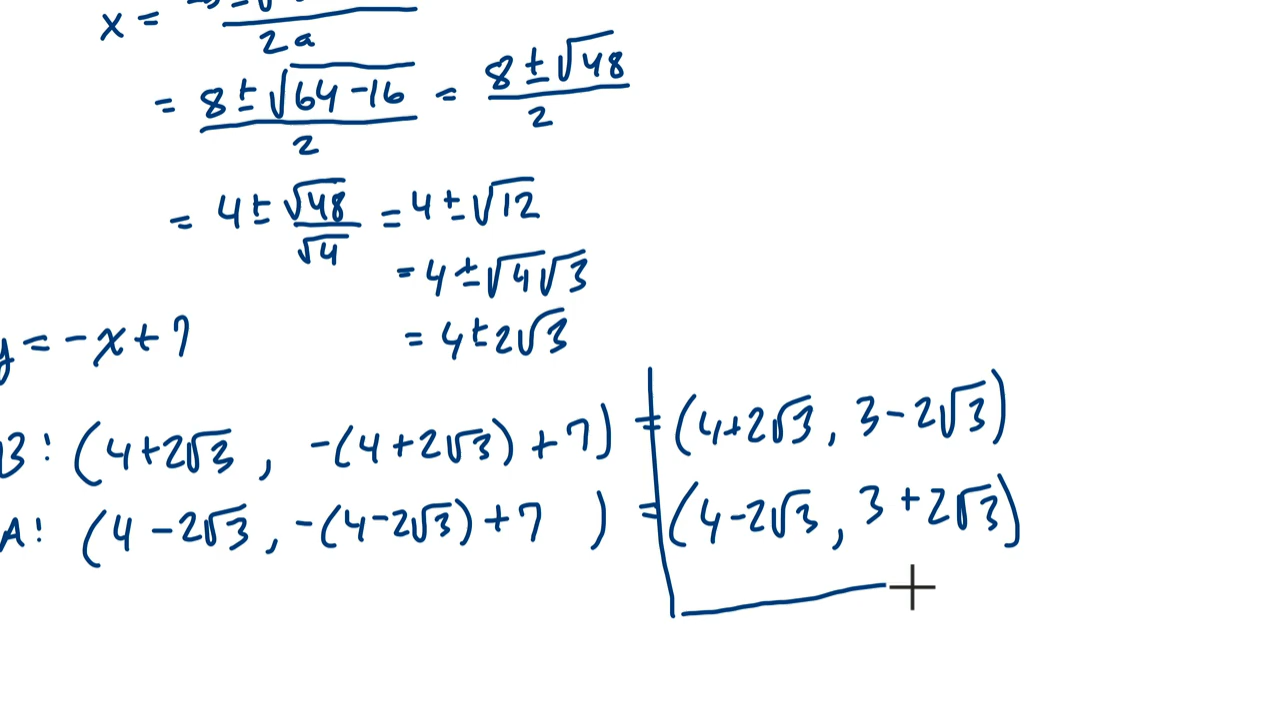 x = 2a
= 8 ± √64 - 16 / 2 = 8 ± √48 / 2
= 4 ± √48 / √4 = 4 ± √12
= 4 ± √4 √3
y = -x + 7
= 4 ± 2√3
B: (4+2√3, -(4+2√3)+7) = (4+2√3, 3-2√3)
A: (4-2√3, -(4-2√3)+7) = (4-2√3, 3+2√3)